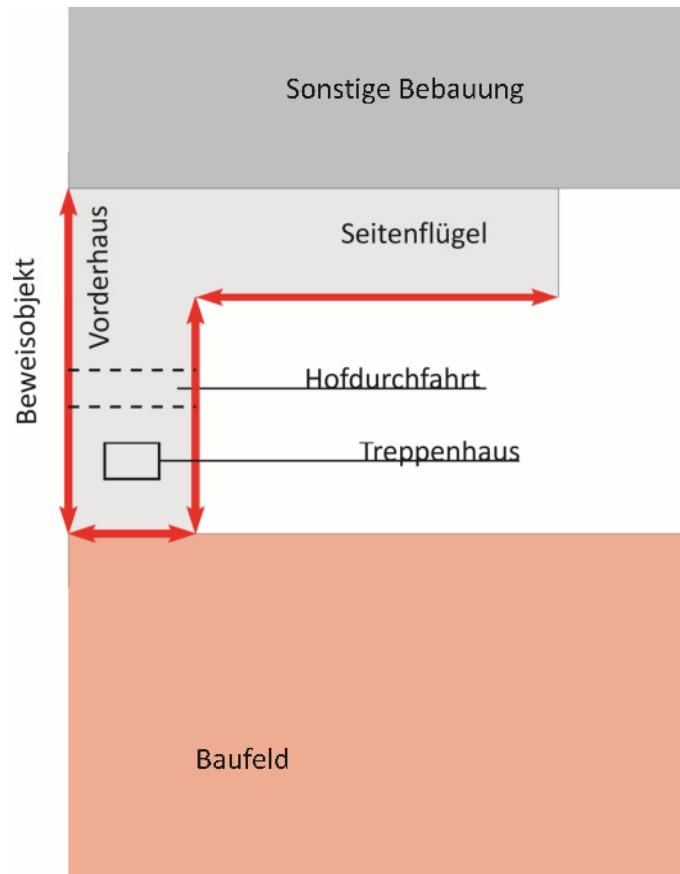 Sonstige Bebauung
Seitenflügel
Vorderhaus
Beweisobjekt
Hofdurchfahrt
Treppenhaus
Baufeld